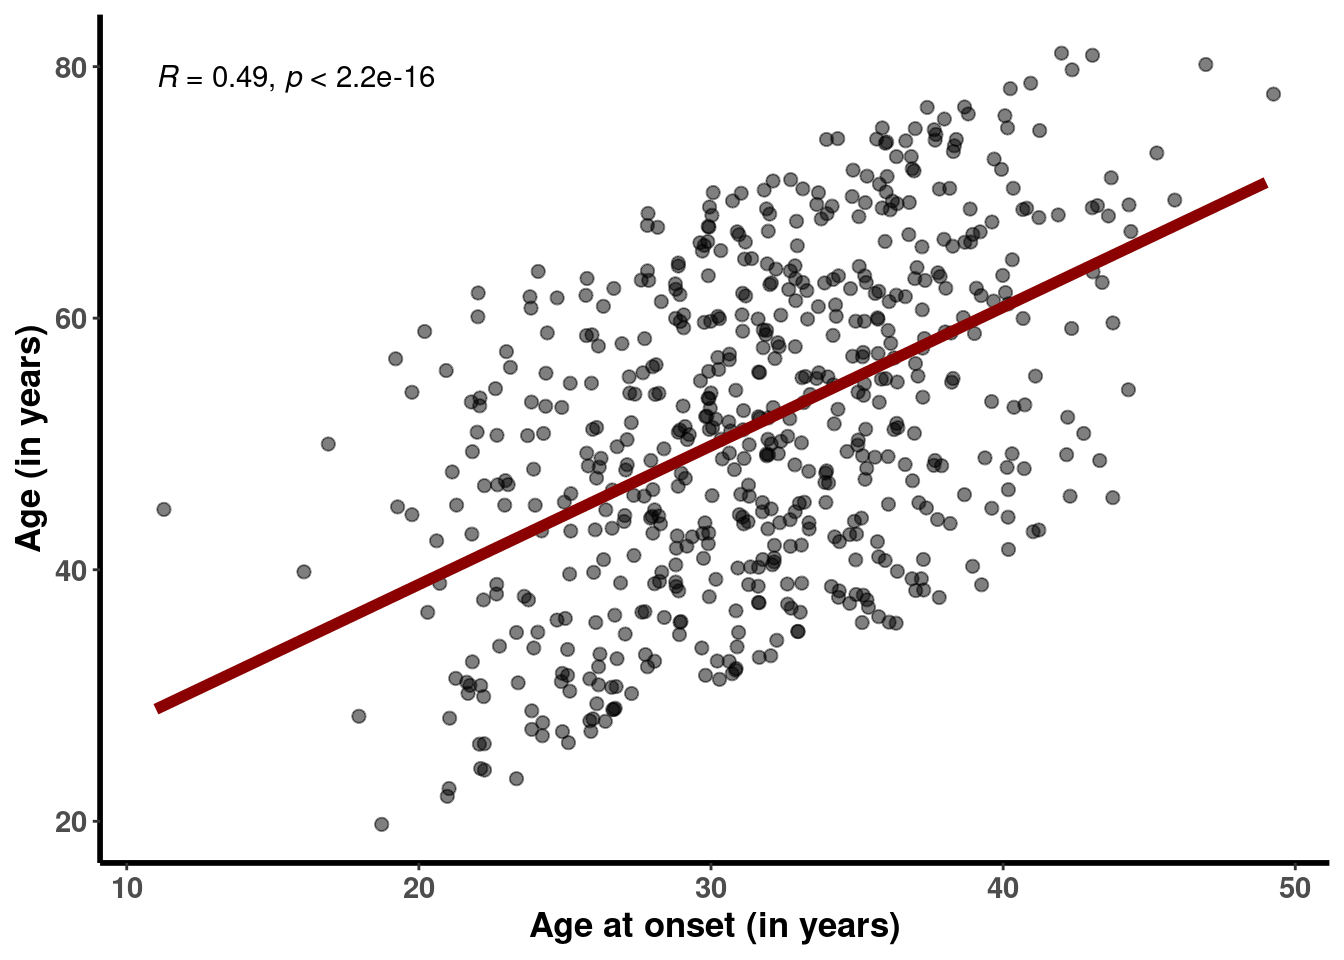 R = 0.49, p < 2.2e-16
80
60
40
20
Age (in years)
10 20 30 40 50
Age at onset (in years)